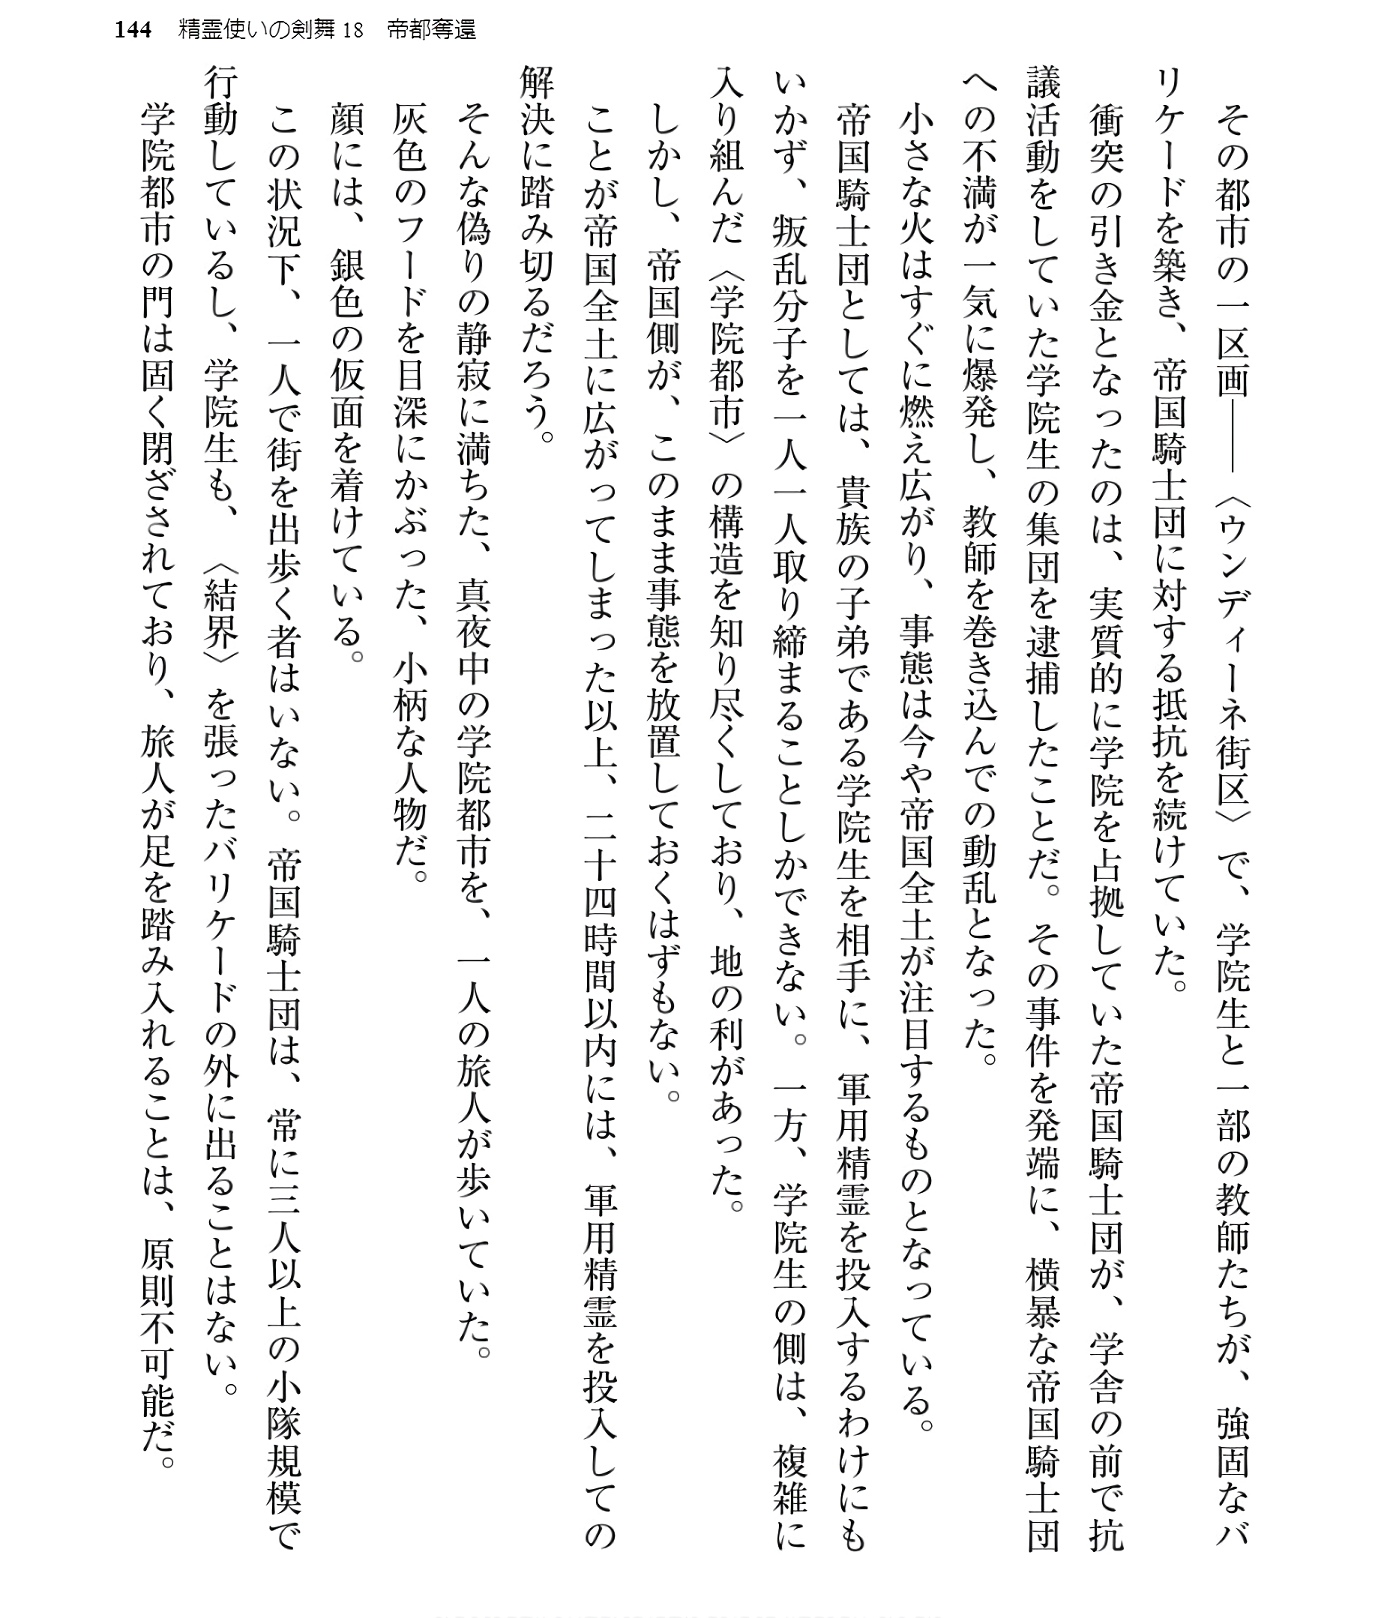 144　精霊使いの剣舞 18　帝都奪還
　その都市の一区画――〈ウンディーネ街区〉で、学院生と一部の教師たちが、強固なバ
リケードを築き、帝国騎士団に対する抵抗を続けていた。
　衝突の引き金となったのは、実質的に学院を占拠していた帝国騎士団が、学舎の前で抗
議活動をしていた学院生の集団を逮捕したことだ。その事件を発端に、横暴な帝国騎士団
への不満が一気に爆発し、教師を巻き込んでの動乱となった。
　小さな火はすぐに燃え広がり、事態は今や帝国全土が注目するものとなっている。
　帝国騎士団としては、貴族の子弟である学院生を相手に、軍用精霊を投入するわけにも
いかず、叛乱分子を一人一人取り締まることしかできない。一方、学院生の側は、複雑に
入り組んだ〈学院都市〉の構造を知り尽くしており、地の利があった。
　しかし、帝国側が、このまま事態を放置しておくはずもない。
　ことが帝国全土に広がってしまった以上、二十四時間以内には、軍用精霊を投入しての
解決に踏み切るだろう。
　そんな偽りの静寂に満ちた、真夜中の学院都市を、一人の旅人が歩いていた。
　灰色のフードを目深にかぶった、小柄な人物だ。
　顔には、銀色の仮面を着けている。
　この状況下、一人で街を出歩く者はいない。帝国騎士団は、常に三人以上の小隊規模で
行動しているし、学院生も、〈結界〉を張ったバリケードの外に出ることはない。
　学院都市の門は固く閉ざされており、旅人が足を踏み入れることは、原則不可能だ。